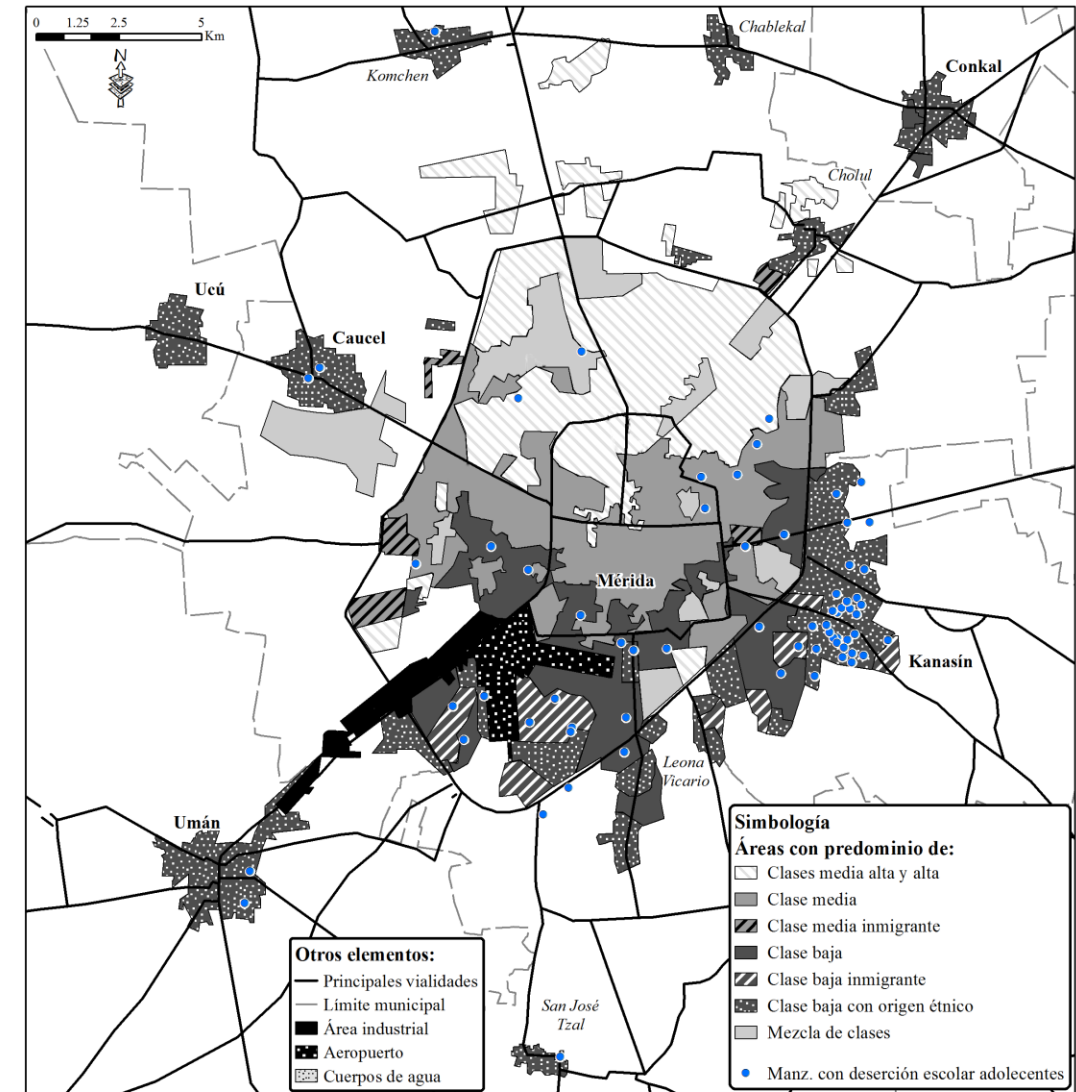 0 1.25 2.5 5
Km
N
Komchen
Chablekal
Conkal
Cholul
Ucú
Caucel
Mérida
Kanasín
Leona
Vicario
Umán
San José
Tzal
Simbología
Áreas con predominio de:
Clases media alta y alta
Clase media
Clase media inmigrante
Clase baja
Clase baja inmigrante
Clase baja con origen étnico
Mezcla de clases
Manz. con deserción escolar adolecentes
Otros elementos:
Principales vialidades
Límite municipal
Área industrial
Aeropuerto
Cuerpos de agua